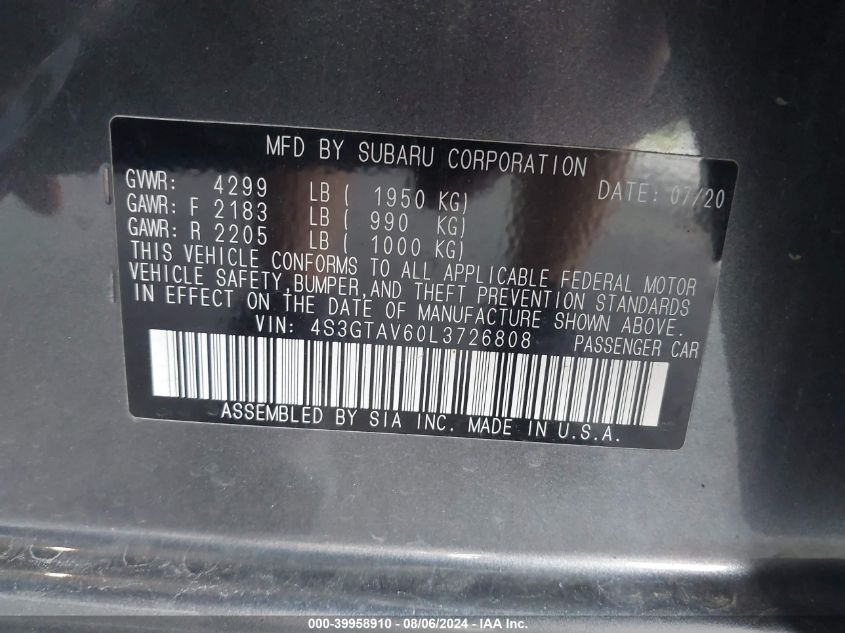 MFD BY SUBARU CORPORATION
GVWR: 4299 LB ( 1950 KG) DATE: 07/20
GAWR: F 2183 LB ( 990 KG)
GAWR: R 2205 LB ( 1000 KG)
THIS VEHICLE CONFORMS TO ALL APPLICABLE FEDERAL MOTOR
VEHICLE SAFETY, BUMPER, AND THEFT PREVENTION STANDARDS
IN EFFECT ON THE DATE OF MANUFACTURE SHOWN ABOVE.
VIN: 4S3GTAV60L3726808 PASSENGER CAR
ASSEMBLED BY SIA INC. MADE IN U.S.A.
000-39958910 - 08/06/2024 - IAA Inc.